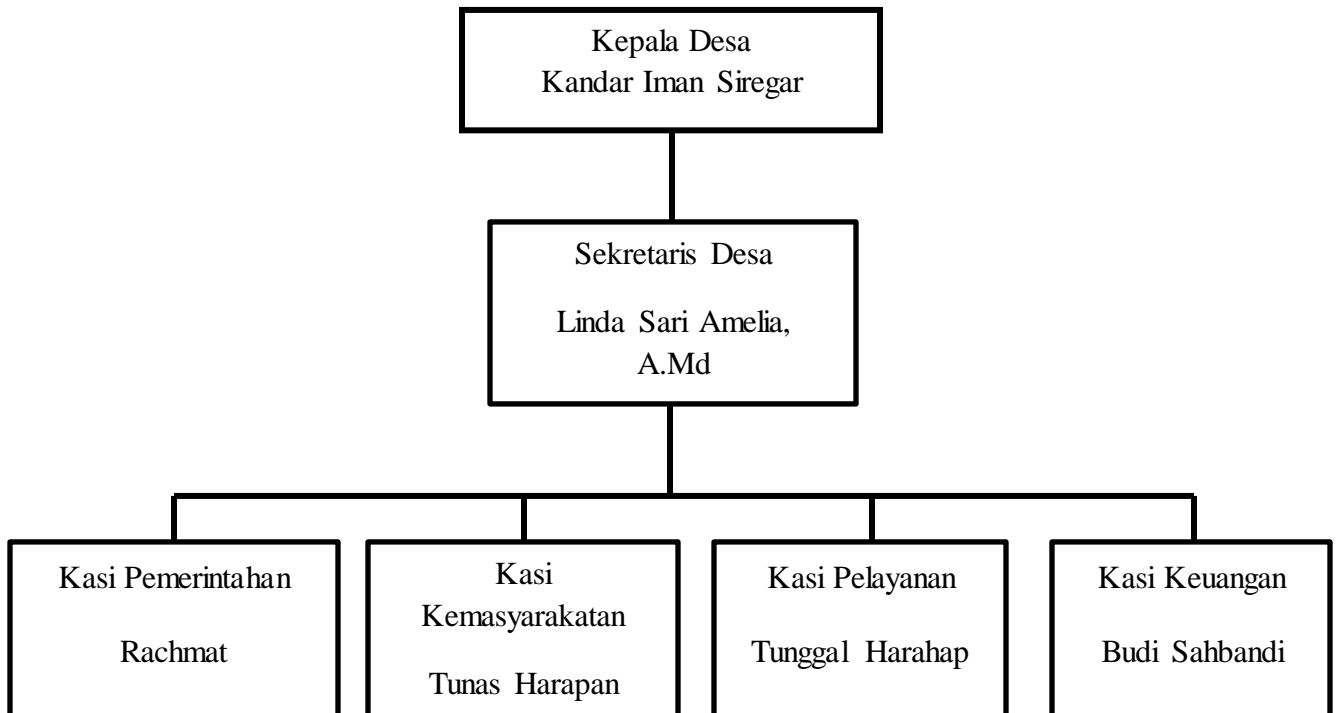 Kepala Desa
Kandar Iman Siregar
Sekretaris Desa
Linda Sari Amelia,
A.Md
Kasi Pemerintahan
Rachmat
Kasi
Kemasyarakatan
Tunas Harapan
Kasi Pelayanan
Tunggal Harahap
Kasi Keuangan
Budi Sahbandi